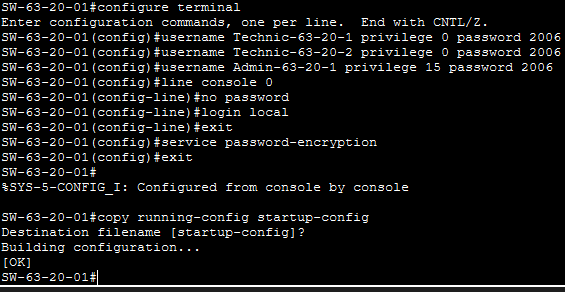 SW-63-20-01#configure terminal
Enter configuration commands, one per line.  End with CNTL/Z.
SW-63-20-01(config)#username Technic-63-20-1 privilege 0 password 2006
SW-63-20-01(config)#username Technic-63-20-2 privilege 0 password 2006
SW-63-20-01(config)#username Admin-63-20-1 privilege 15 password 2006
SW-63-20-01(config)#line console 0
SW-63-20-01(config-line)#no password
SW-63-20-01(config-line)#login local
SW-63-20-01(config-line)#exit
SW-63-20-01(config)#service password-encryption
SW-63-20-01(config)#exit
SW-63-20-01#
%SYS-5-CONFIG_I: Configured from console by console
SW-63-20-01#copy running-config startup-config
Destination filename [startup-config]?
Building configuration...
[OK]
SW-63-20-01#